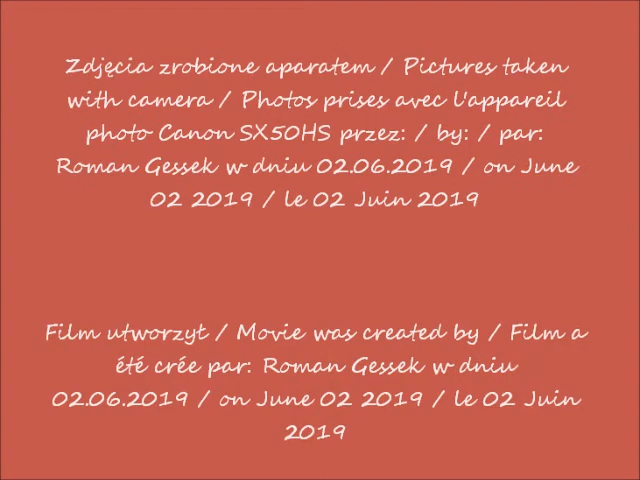 Zdjęcia zrobione aparatem / Pictures taken
with camera / Photos prises avec l'appareil
photo Canon SX50HS przez: / by: / par:
Roman Gessek w dniu 02.06.2019 / on June
02 2019 / le 02 Juin 2019
Film utworzył / Movie was created by / Film a
été crée par: Roman Gessek w dniu
02.06.2019 / on June 02 2019 / le 02 Juin
2019